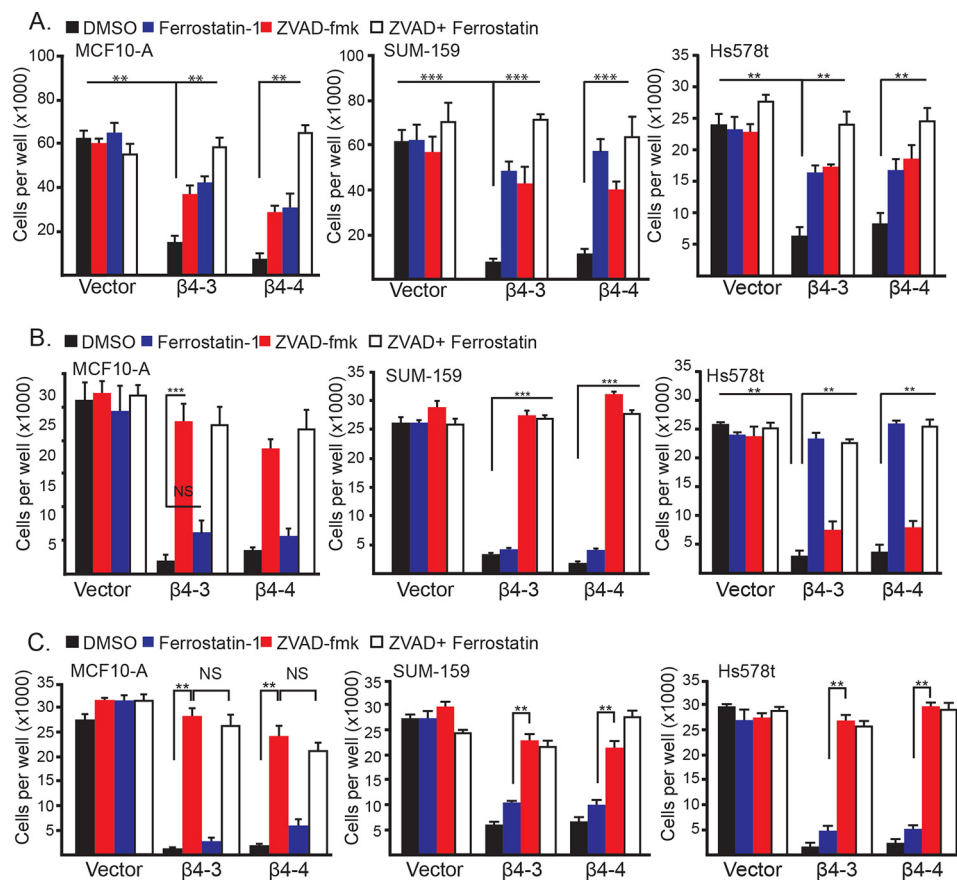 A.
DMSO Ferrostatin-1 ZVAD-fmk ZVAD+ Ferrostatin
MCF10-A
Cells per well (x1000)
100
80
60
40
20
** ** **
Vector β4-3 β4-4
SUM-159
Cells per well (x1000)
100
80
60
40
20
*** *** ***
Vector β4-3 β4-4
Hs578t
Cells per well (x1000)
35
30
25
20
15
10
5
** ** **
Vector β4-3 β4-4
B.
DMSO Ferrostatin-1 ZVAD-fmk ZVAD+ Ferrostatin
MCF10-A
Cells per well (x1000)
30
25
20
15
10
5
***
NS
Vector β4-3 β4-4
SUM-159
Cells per well (x1000)
35
30
25
20
15
10
5
*** ***
Vector β4-3 β4-4
Hs578t
Cells per well (x1000)
35
30
25
20
15
10
5
** ** **
Vector β4-3 β4-4
C.
DMSO Ferrostatin-1 ZVAD-fmk ZVAD+ Ferrostatin
MCF10-A
Cells per well (x1000)
35
30
25
20
15
10
5
** NS ** NS
Vector β4-3 β4-4
SUM-159
Cells per well (x1000)
35
30
25
20
15
10
5
** **
Vector β4-3 β4-4
Hs578t
Cells per well (x1000)
35
30
25
20
15
10
5
** **
Vector β4-3 β4-4